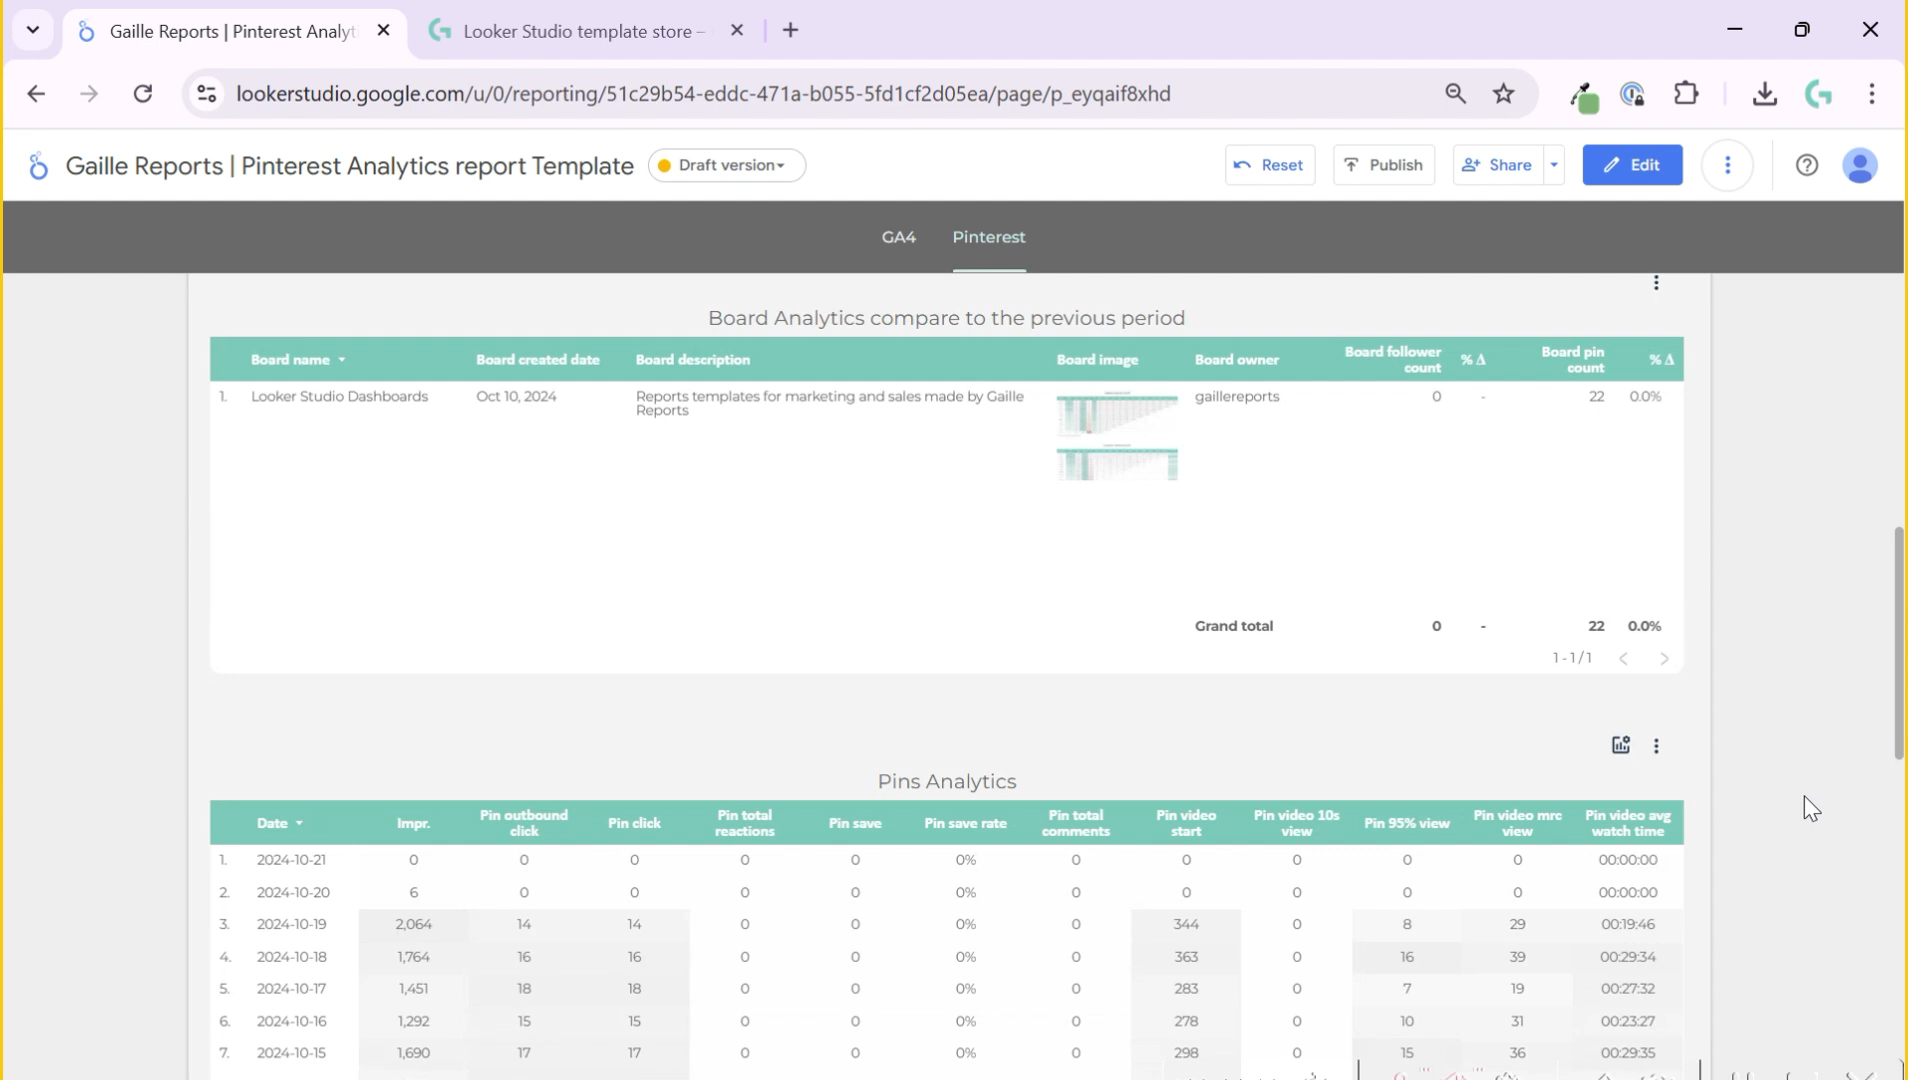 Gaille Reports | Pinterest Analyt
Looker Studio template store –
lookerstudio.google.com/u/0/reporting/51c29b54-eddc-471a-b055-5fd1cf2d05ea/page/p_eyqaif8xhd
Gaille Reports | Pinterest Analytics report Template
Draft version
Reset
Publish
Share
Edit
GA4
Pinterest
Board Analytics compare to the previous period
Board name Board created date Board description Board image Board owner Board follower count % Δ Board pin count % Δ
1. Looker Studio Dashboards Oct 10, 2024 Reports templates for marketing and sales made by Gaille gaillereports 0 - 22 0.0%
Reports
Grand total 0 - 22 0.0%
1 - 1 / 1
Pins Analytics
Date Impr. Pin outbound click Pin click Pin total reactions Pin save Pin save rate Pin total comments Pin video start Pin video 10s view Pin 95% view Pin video mrc view Pin video avg watch time
1. 2024-10-21 0 0 0 0 0 0% 0 0 0 0 0 00:00:00
2. 2024-10-20 6 0 0 0 0 0% 0 0 0 0 0 00:00:00
3. 2024-10-19 2,064 14 14 0 0 0% 0 344 0 8 29 00:19:46
4. 2024-10-18 1,764 16 16 0 0 0% 0 363 0 16 39 00:29:34
5. 2024-10-17 1,451 18 18 0 0 0% 0 283 0 7 19 00:27:32
6. 2024-10-16 1,292 15 15 0 0 0% 0 278 0 10 31 00:23:27
7. 2024-10-15 1,690 17 17 0 0 0% 0 298 0 15 36 00:29:35